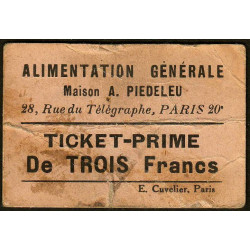 ALIMENTATION GÉNÉRALE
Maison A. PIEDELEU
28, Rue du Télégraphe, PARIS 20e
TICKET-PRIME
De TROIS Francs
E. Cuvelier, Paris